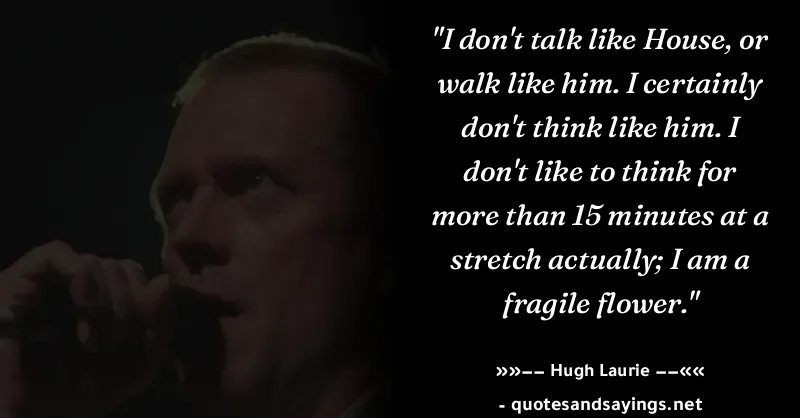 "I don't talk like House, or
walk like him. I certainly
don't think like him. I
don't like to think for
more than 15 minutes at a
stretch actually; I am a
fragile flower."
»»–– Hugh Laurie ––««
- quotesandsayings.net